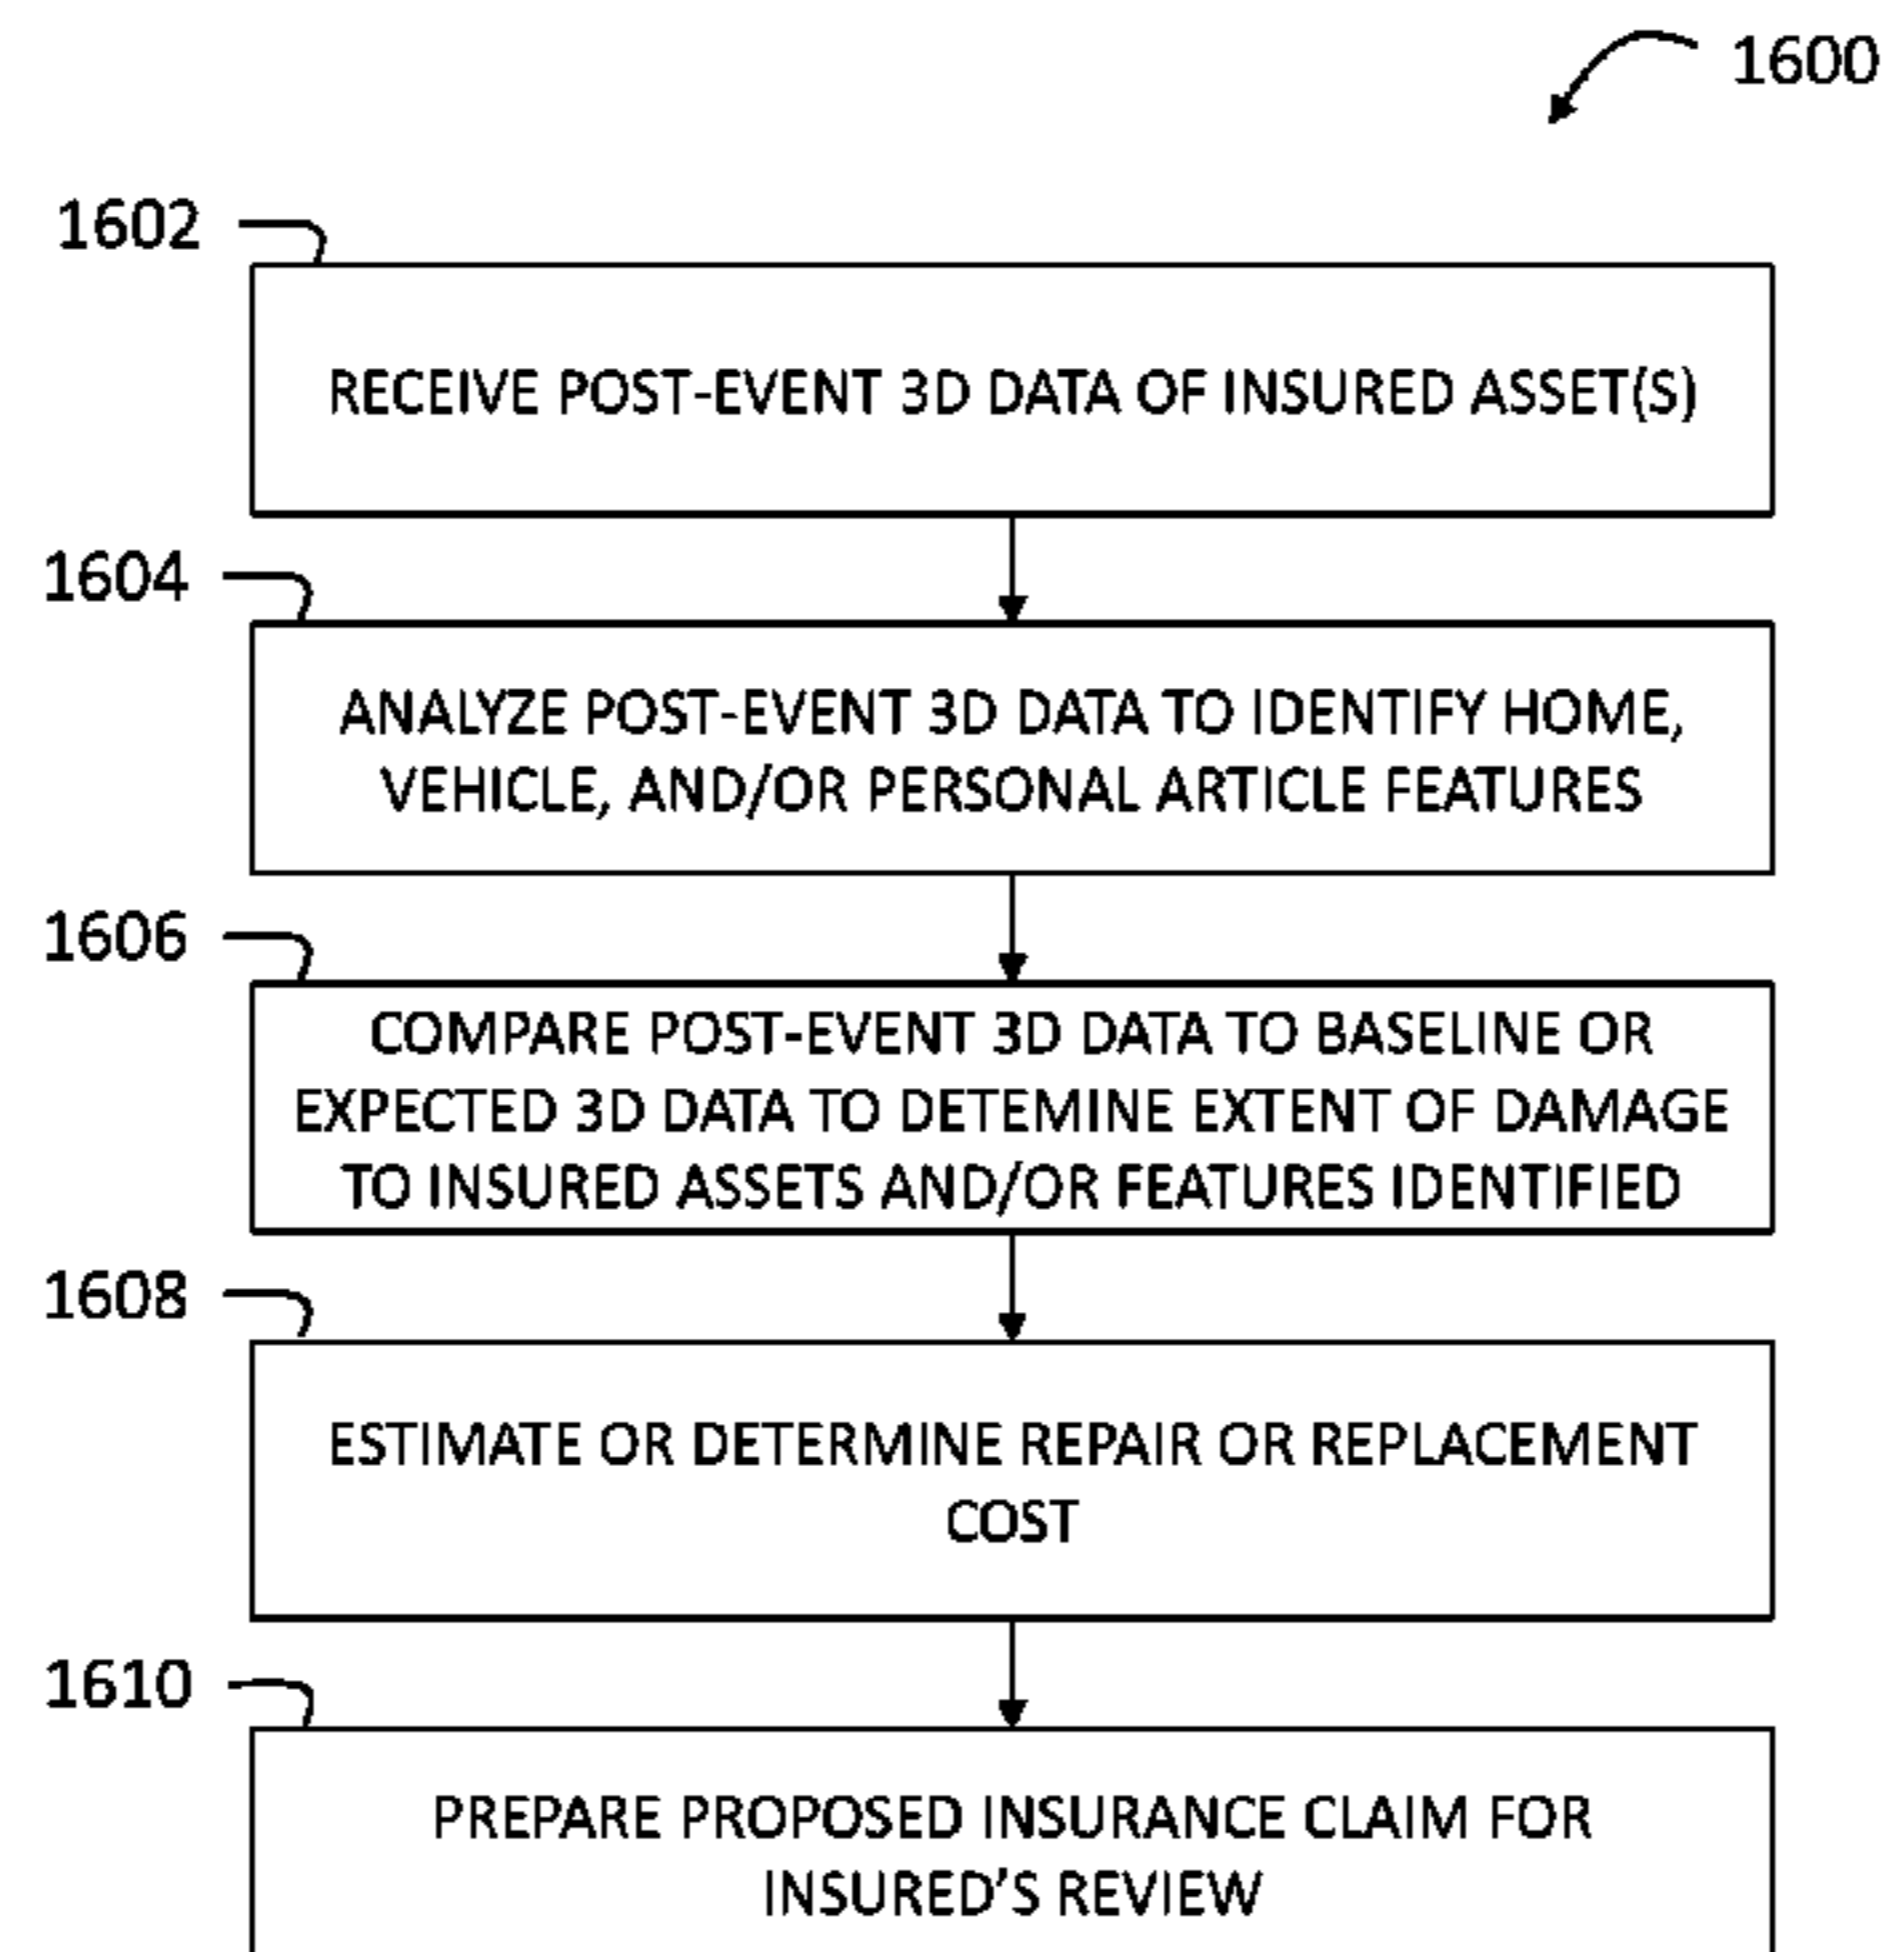 1600
1602
RECEIVE POST-EVENT 3D DATA OF INSURED ASSET(S)
1604
ANALYZE POST-EVENT 3D DATA TO IDENTIFY HOME,
VEHICLE, AND/OR PERSONAL ARTICLE FEATURES
1606
COMPARE POST-EVENT 3D DATA TO BASELINE OR
EXPECTED 3D DATA TO DETEMINE EXTENT OF DAMAGE
TO INSURED ASSETS AND/OR FEATURES IDENTIFIED
1608
ESTIMATE OR DETERMINE REPAIR OR REPLACEMENT
COST
1610
PREPARE PROPOSED INSURANCE CLAIM FOR
INSURED'S REVIEW